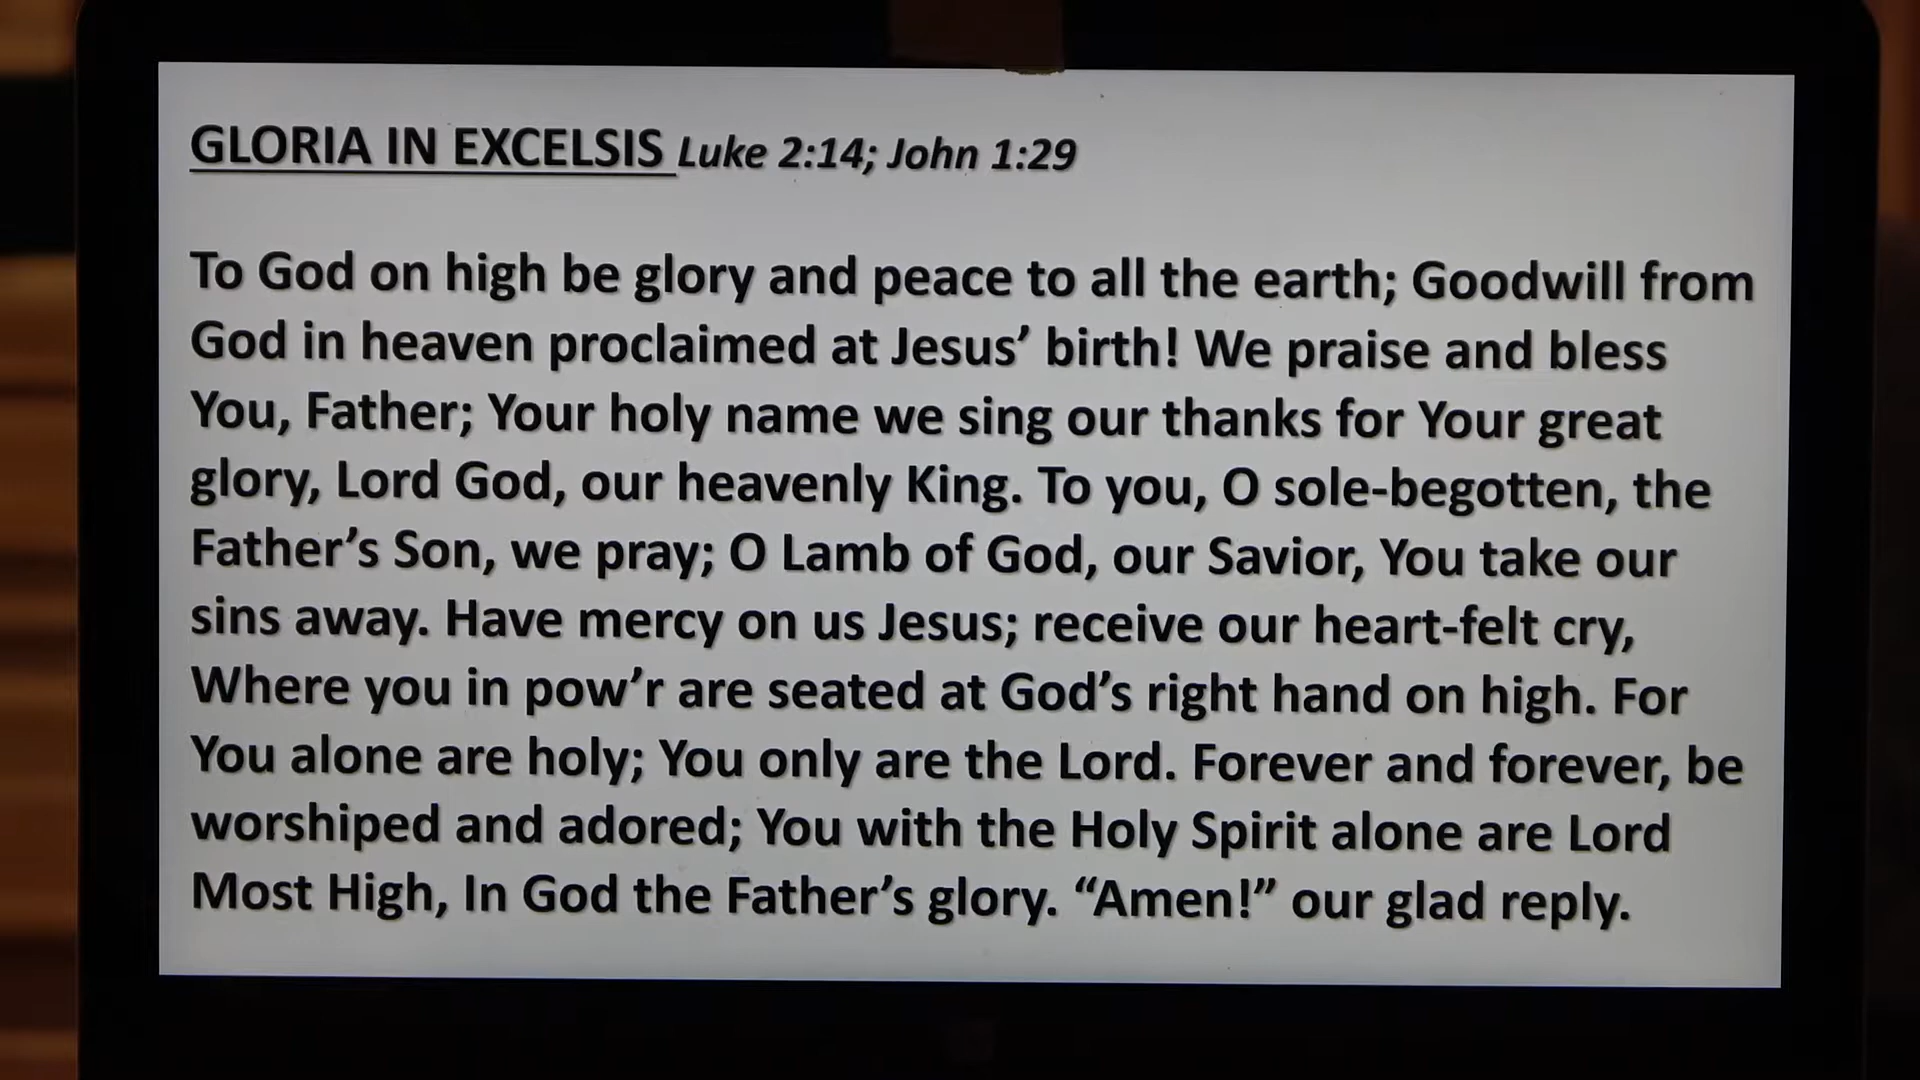 GLORIA IN EXCELSIS Luke 2:14; John 1:29
To God on high be glory and peace to all the earth; Goodwill from
God in heaven proclaimed at Jesus’ birth! We praise and bless
You, Father; Your holy name we sing our thanks for Your great
glory, Lord God, our heavenly King. To you, O sole-begotten, the
Father’s Son, we pray; O Lamb of God, our Savior, You take our
sins away. Have mercy on us Jesus; receive our heart-felt cry,
Where you in pow’r are seated at God’s right hand on high. For
You alone are holy; You only are the Lord. Forever and forever, be
worshiped and adored; You with the Holy Spirit alone are Lord
Most High, In God the Father’s glory. “Amen!” our glad reply.